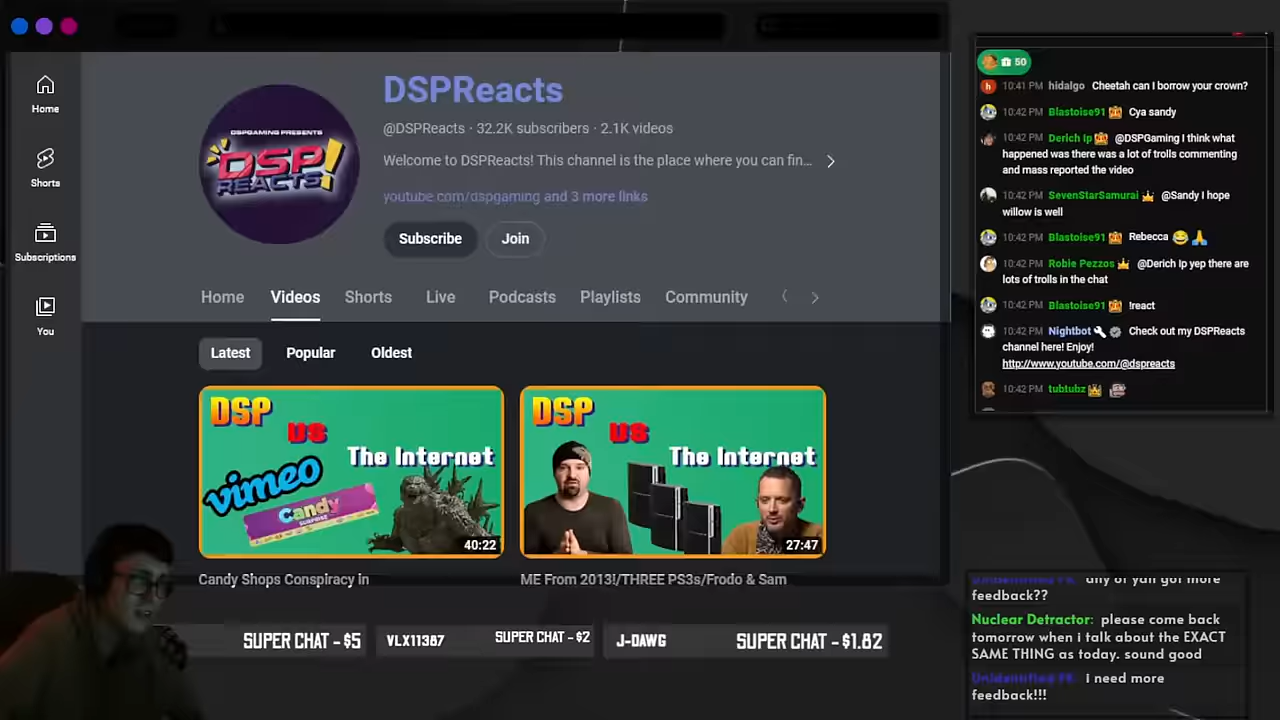 DSPReacts
@DSPReacts · 32.2K subscribers · 2.1K videos
Welcome to DSPReacts! This channel is the place where you can fin...
youtube.com/dspgaming and 3 more links
Subscribe
Join
DSPGAMING PRESENTS
DSP
REACTS!
Home
Shorts
Subscriptions
You
Home Videos Shorts Live Podcasts Playlists Community
Latest Popular Oldest
DSP
us
The Internet
vimeo
Candy
SURPRISE
40:22
Candy Shops Conspiracy in
DSP
us
The Internet
27:47
ME From 2013!/THREE PS3s/Frodo & Sam
SUPER CHAT - $5
VLX11387 SUPER CHAT - $2
J-DAWG SUPER CHAT - $1.82
50
h 10:41 PM hidalgo Cheetah can I borrow your crown?
10:42 PM Blastoise91 Cya sandy
10:42 PM Derich Ip @DSPGaming I think what
happened was there was a lot of trolls commenting
and mass reported the video
10:42 PM SevenStarSamurai @Sandy I hope
willow is well
10:42 PM Blastoise91 Rebecca 😂🙏
10:42 PM Robie Pezzos @Derich Ip yep there are
lots of trolls in the chat
10:42 PM Blastoise91 !react
10:42 PM Nightbot Check out my DSPReacts
channel here! Enjoy!
http://www.youtube.com/@dspreacts
10:42 PM tubtubz
any of yall got more
feedback??
Nuclear Detractor: please come back
tomorrow when i talk about the EXACT
SAME THING as today. sound good
i need more
feedback!!!